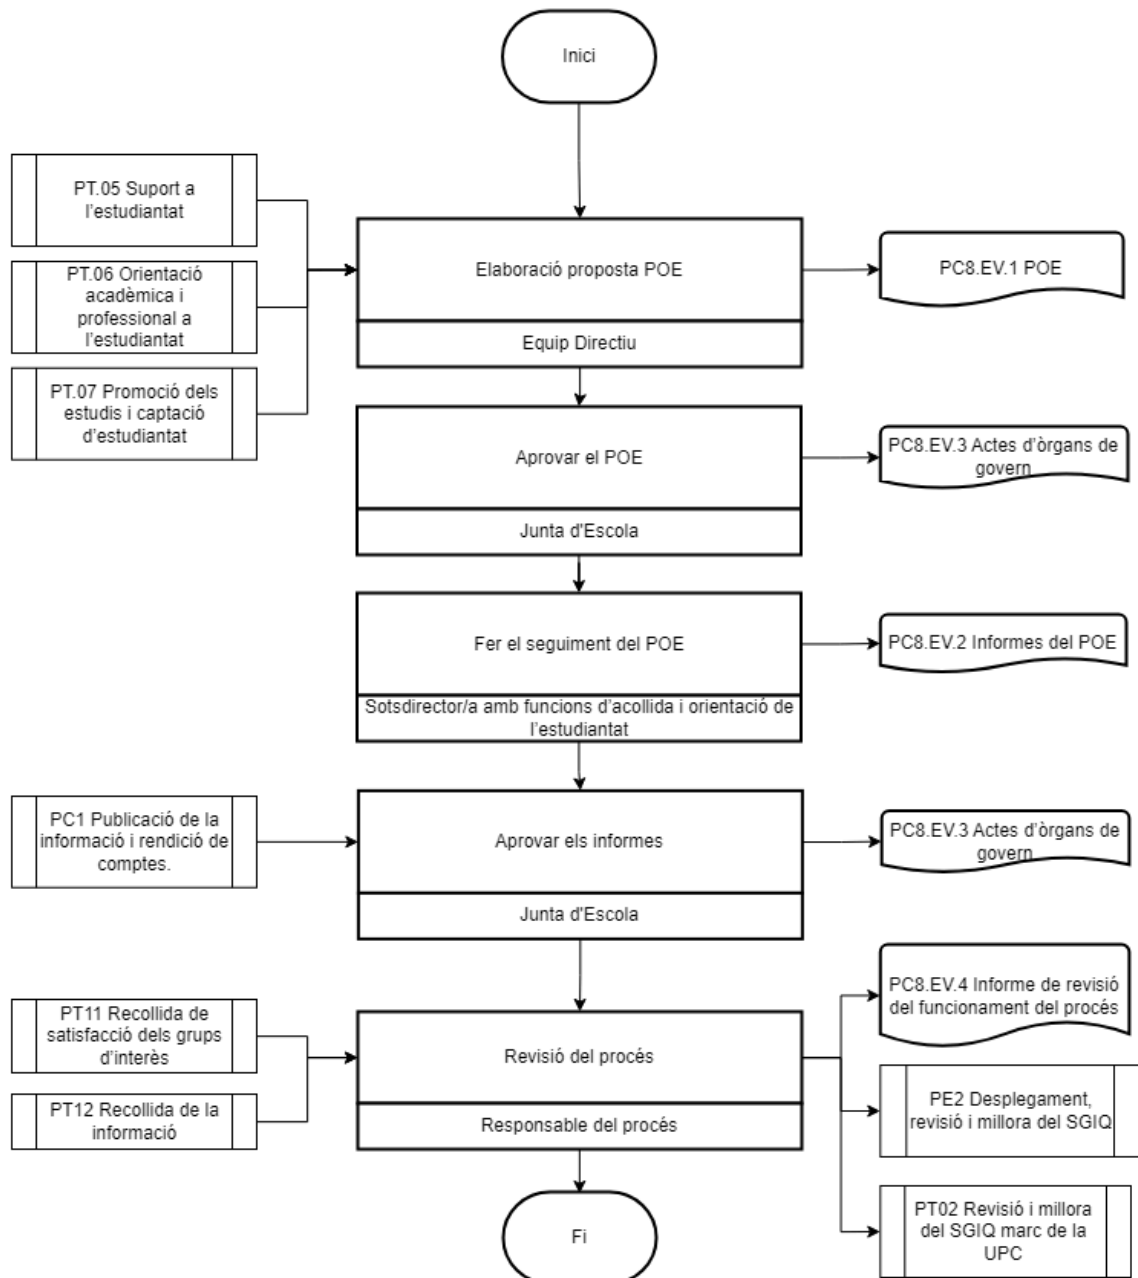 Inici
PT.05 Suport a
l'estudiantat
PT.06 Orientació
acadèmica i
professional a
l'estudiantat
PT.07 Promoció dels
estudis i captació
d'estudiantat
Elaboració proposta POE
Equip Directiu
PC8.EV.1 POE
Aprovar el POE
Junta d'Escola
PC8.EV.3 Actes d'òrgans de
govern
Fer el seguiment del POE
Sotsdirector/a amb funcions d'acollida i orientació de
l'estudiantat
PC8.EV.2 Informes del POE
PC1 Publicació de la
informació i rendició de
comptes.
Aprovar els informes
Junta d'Escola
PC8.EV.3 Actes d'òrgans de
govern
PT11 Recollida de
satisfacció dels grups
d'interès
PT12 Recollida de la
informació
Revisió del procés
Responsable del procés
PC8.EV.4 Informe de revisió
del funcionament del procés
PE2 Desplegament,
revisió i millora del SGIQ
PT02 Revisió i millora
del SGIQ marc de la
UPC
Fi